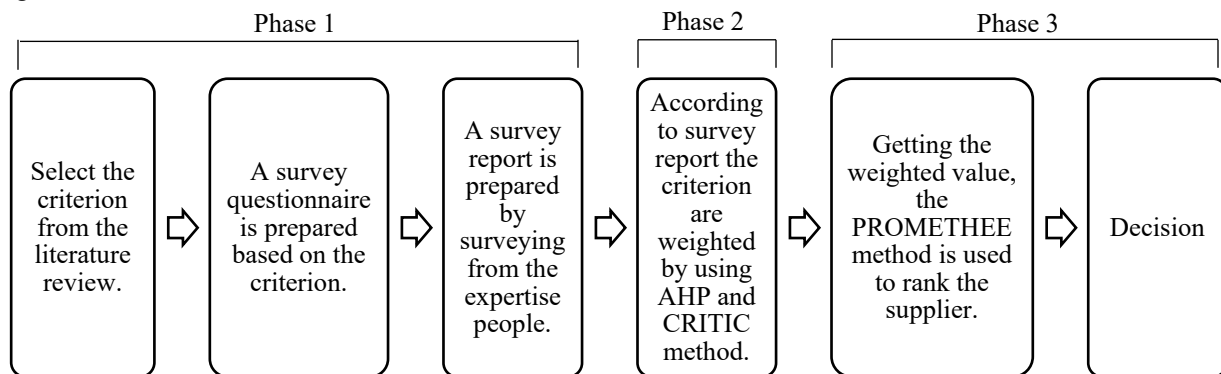 Phase 1
Phase 2
Phase 3
Select the
criterion
from the
literature
review.
A survey
questionnaire
is prepared
based on the
criterion.
A survey
report is
prepared
by
surveying
from the
expertise
people.
According
to survey
report the
criterion
are
weighted
by using
AHP and
CRITIC
method.
Getting the
weighted value,
the
PROMETHEE
method is used
to rank the
supplier.
Decision